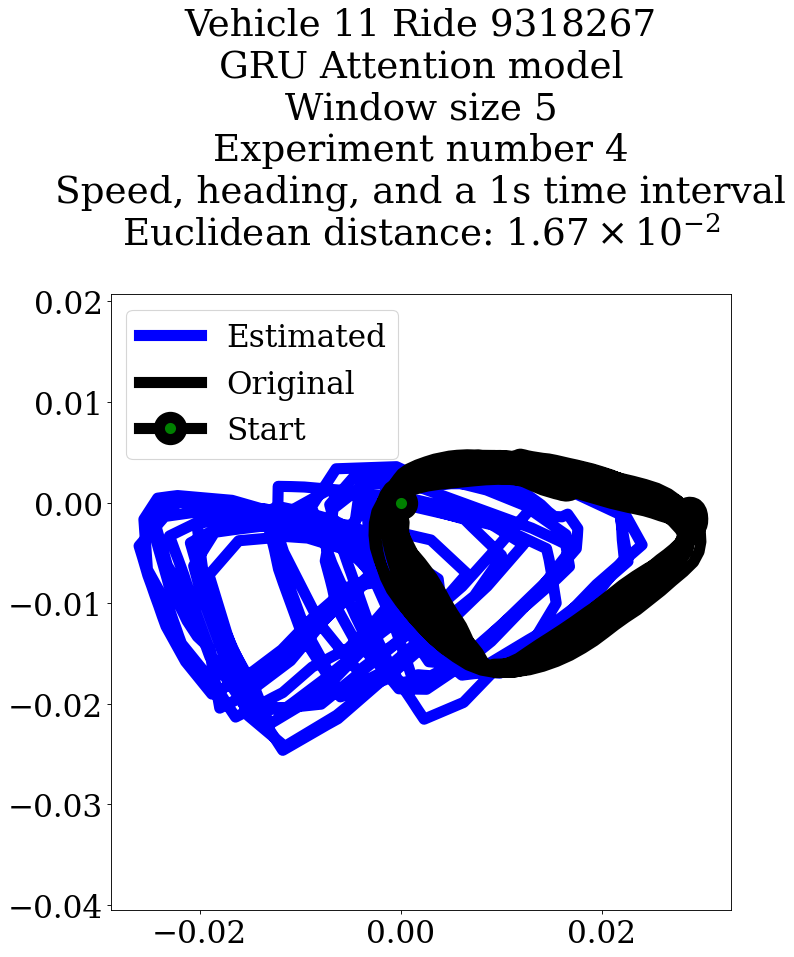 Vehicle 11 Ride 9318267
GRU Attention model
Window size 5
Experiment number 4
Speed, heading, and a 1s time interval
Euclidean distance: 1.67 × 10⁻²
0.02
Estimated
0.01
Original
Start
0.00
−0.01
−0.02
−0.03
−0.04
−0.02 0.00 0.02